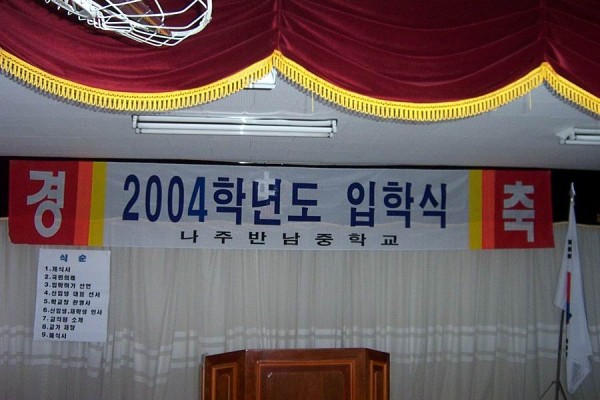 경 2004학년도 입학식 축
나주반남중학교
식 순
1.개식사
2.국민의례
3.입학허가 선언
4.신입생 대표 선서
5.학교장 환영사
6.신입생,재학생 인사
7.교직원 소개
8.교가 제창
9.폐식사